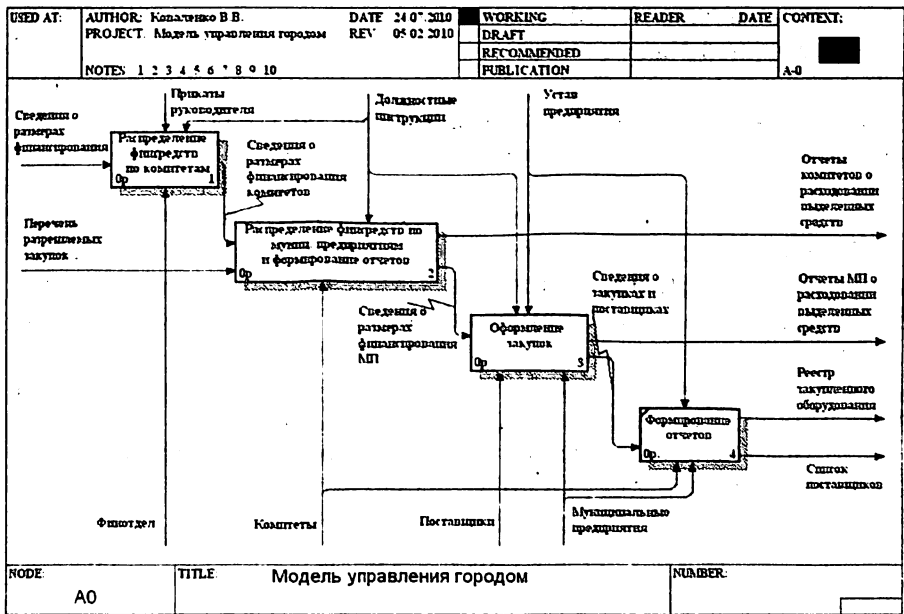 USED AT: AUTHOR: Коваленко В.В. DATE 24.07.2010 WORKING READER DATE CONTEXT:
PROJECT: Модель управления городом REV 05.02.2010 DRAFT
RECOMMENDED
NOTES 1 2 3 4 5 6 7 8 9 10 PUBLICATION A-0
Сведения о
размерах
финансирования
Приказы
руководителя
Должностные
инструкции
Устав
предприятия
Распределение
финсредств
по комитетам
0р. 1
Сведения о
размерах
финансирования
комитетов
Отчеты
комитетов о
расходовании
выделенных
средств
Перечень
разрешаемых
закупок
Распределение финсредств по
муниц. предприятиям
и формирование отчетов
0р. 2
Сведения о
размерах
финансирования
МП
Сведения о
закупках и
поставщиках
Отчеты МП о
расходовании
выделенных
средств
Оформление
закупок
0р. 3
Реестр
закупленного
оборудования
Формирование
отчетов
0р. 4
Список
поставщиков
Финотдел
Комитеты
Поставщики
Муниципальные
предприятия
NODE: TITLE: Модель управления городом NUMBER:
A0